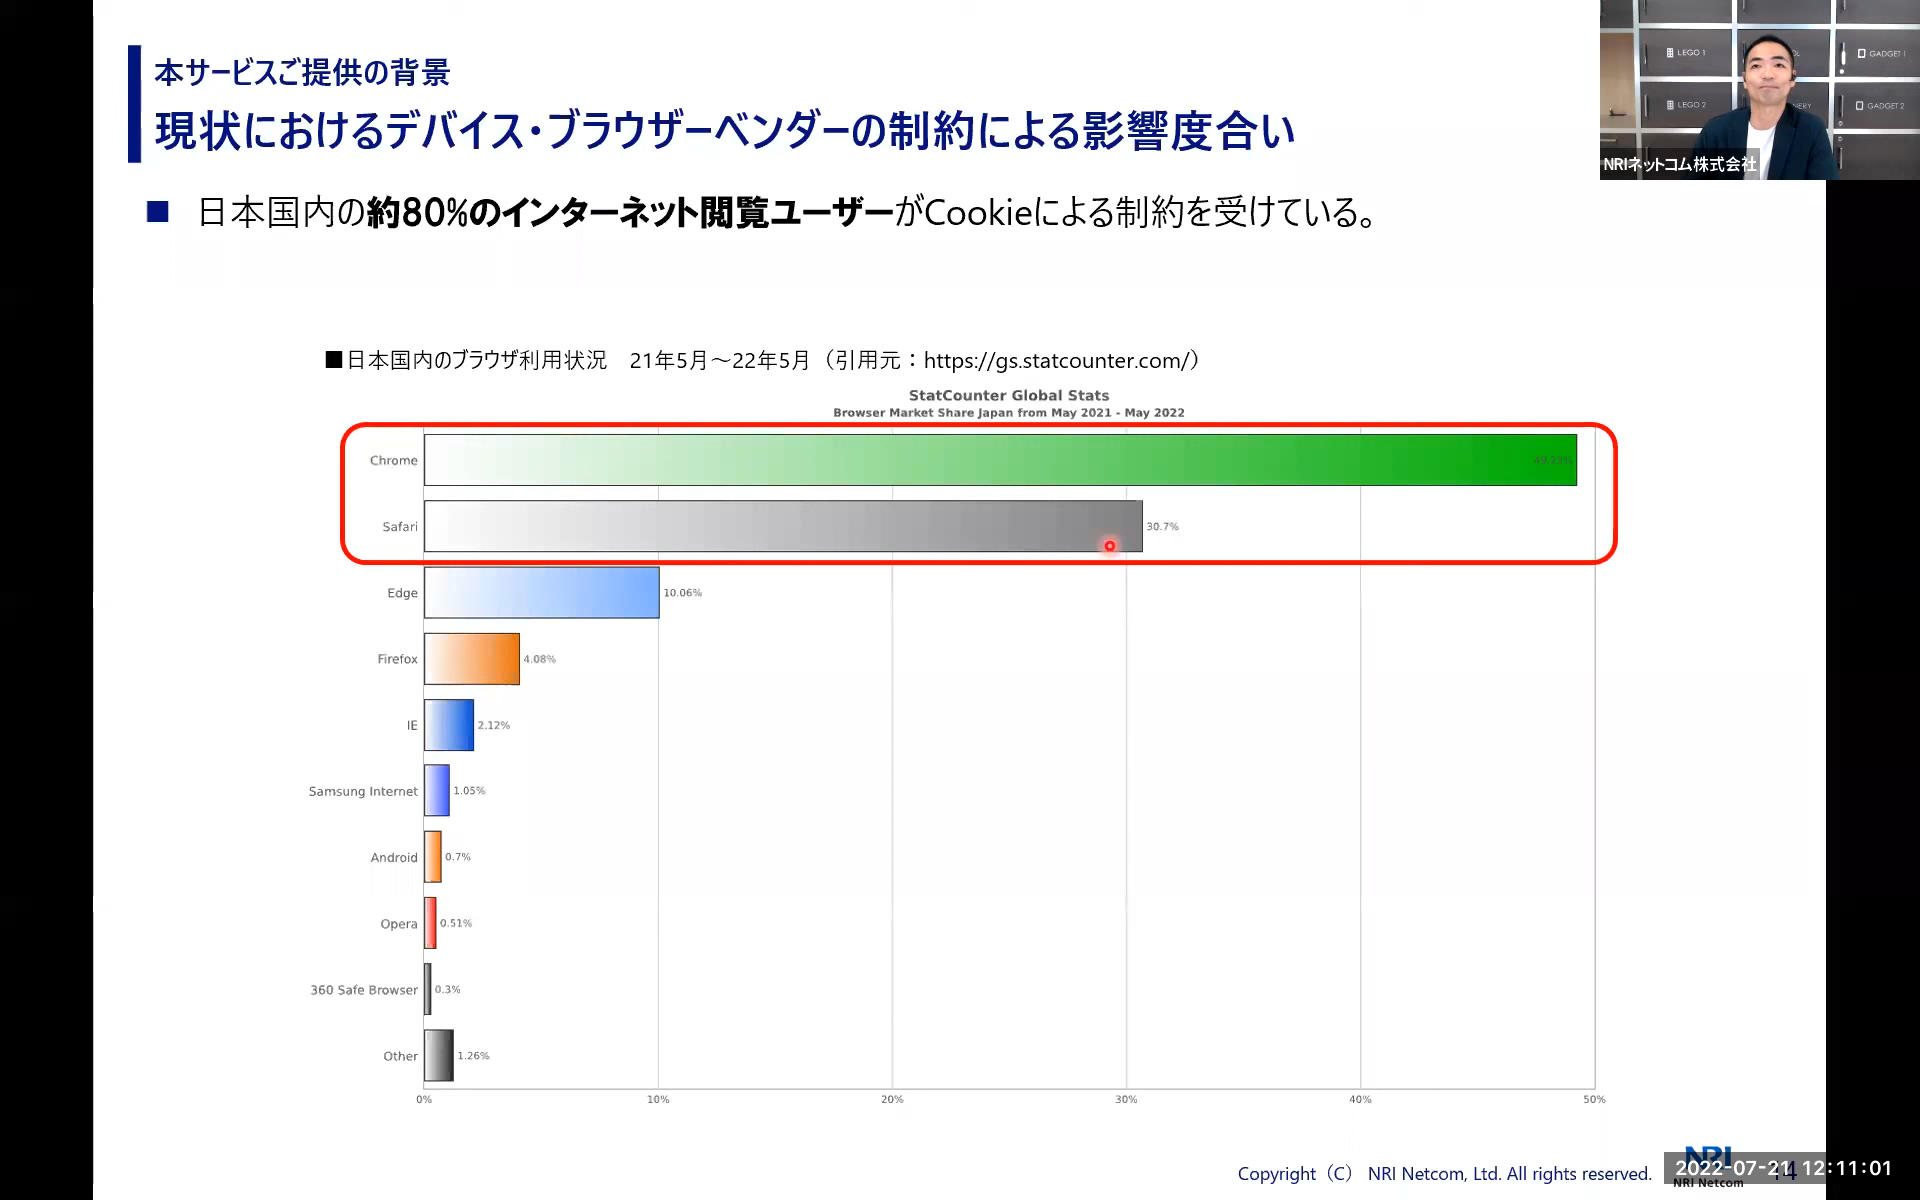 本サービスご提供の背景
現状におけるデバイス・ブラウザーベンダーの制約による影響度合い
■ 日本国内の約80%のインターネット閲覧ユーザーがCookieによる制約を受けている。
LEGO 1
GADGET 1
LEGO 2
GADGET 2
NRIネットコム株式会社
■日本国内のブラウザ利用状況 21年5月～22年5月（引用元：https://gs.statcounter.com/）
StatCounter Global Stats
Browser Market Share Japan from May 2021 - May 2022
Chrome 49.23%
Safari 30.7%
Edge 10.06%
Firefox 4.08%
IE 2.12%
Samsung Internet 1.05%
Android 0.7%
Opera 0.51%
360 Safe Browser 0.3%
Other 1.26%
0% 10% 20% 30% 40% 50%
Copyright（C） NRI Netcom, Ltd. All rights reserved.
NRI
NRI Netcom
2022-07-21 12:11:01